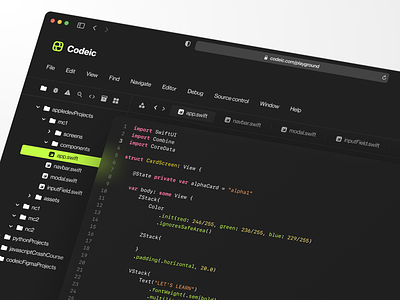 codeic.com/playground
Codeic
File Edit View Find Navigate Editor Debug Source control Window Help
appledevProjects
mc1
screens
components
app.swift
navbar.swift
modal.swift
inputField.swift
assets
nc1
mc2
nc2
pythonProjects
javascriptCrashCourse
codeicFigmaProjects
app.swift navbar.swift modal.swift inputField.swift
1 import SwiftUI
2 import Combine
3 import CoreData
4
5 struct CardScreen: View {
6
7 @State private var alphaCard = "alpha1"
8
9 var body: some View {
10 ZStack(
11 Color
12 .init(red: 246/255, green: 236/255, blue: 229/255)
13 .ignoresSafeArea()
14
15 ZStack(
16
17 )
18 .padding(.horizontal, 20.0)
19
20 VStack(
21 Text("LET'S LEARN")
.fontWeight(.semibold)